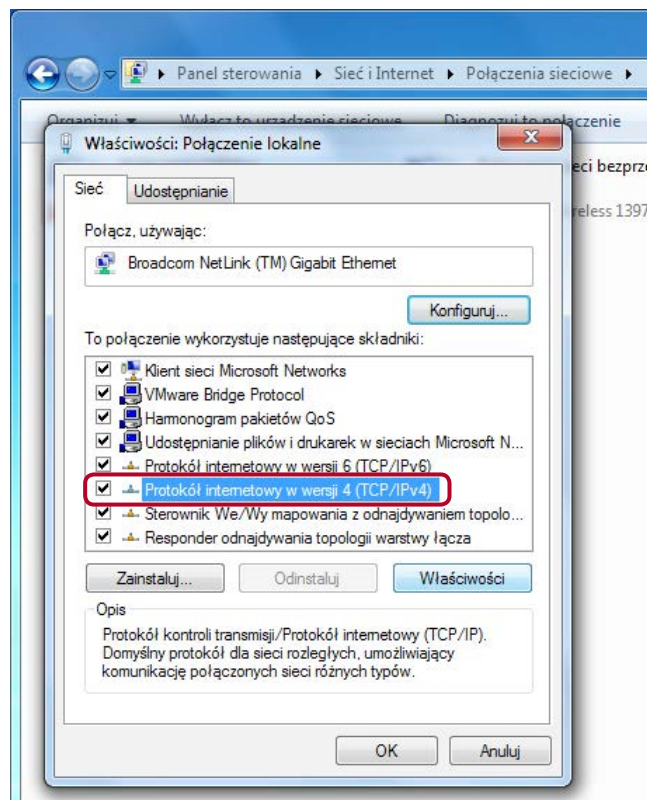 Panel sterowania ▸ Sieć i Internet ▸ Połączenia sieciowe ▸
Organizuj Wyłącz to urządzenie sieciowe Diagnozuj to połączenie
Właściwości: Połączenie lokalne
eci bezprz
Sieć Udostępnianie
reless 1397
Połącz, używając:
Broadcom NetLink (TM) Gigabit Ethernet
Konfiguruj...
To połączenie wykorzystuje następujące składniki:
Klient sieci Microsoft Networks
VMware Bridge Protocol
Harmonogram pakietów QoS
Udostępnianie plików i drukarek w sieciach Microsoft N...
Protokół internetowy w wersji 6 (TCP/IPv6)
Protokół internetowy w wersji 4 (TCP/IPv4)
Sterownik We/Wy mapowania z odnajdywaniem topolo...
Responder odnajdywania topologii warstwy łącza
Zainstaluj... Odinstaluj Właściwości
Opis
Protokół kontroli transmisji/Protokół internetowy (TCP/IP).
Domyślny protokół dla sieci rozległych, umożliwiający
komunikację połączonych sieci różnych typów.
OK Anuluj